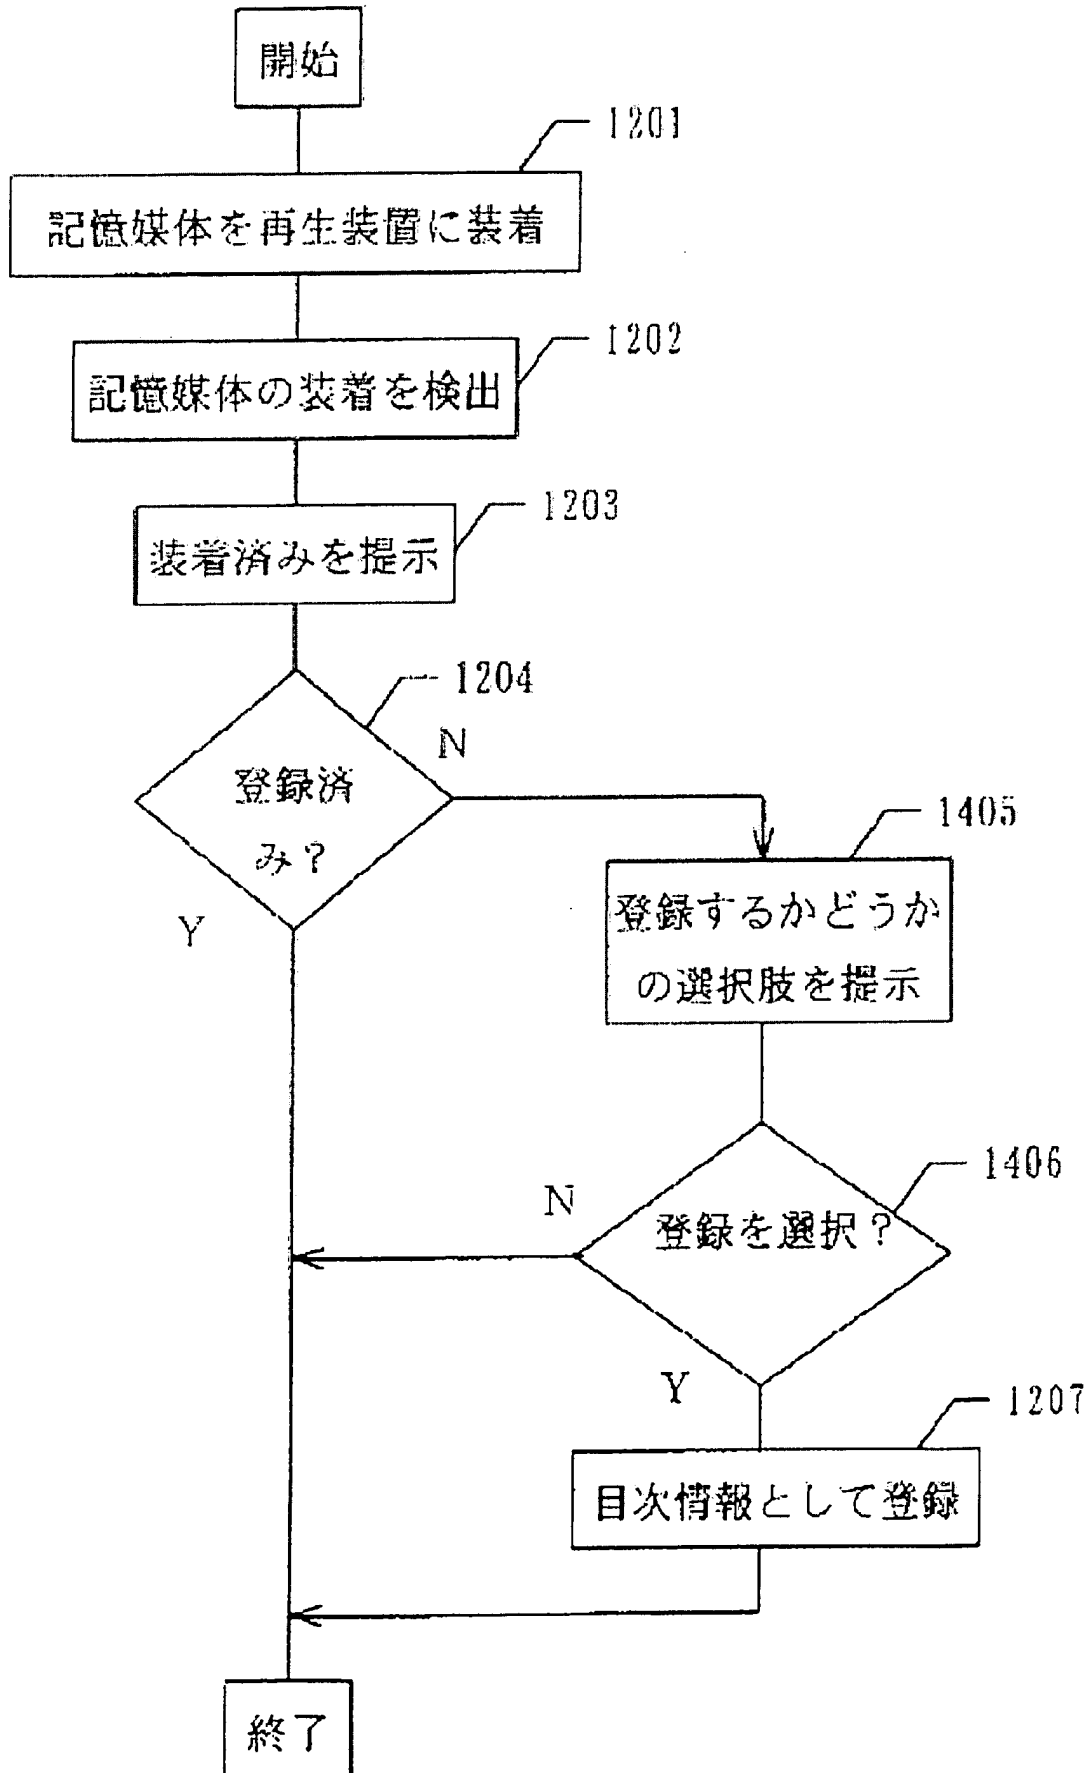 開始
1201
記憶媒体を再生装置に装着
1202
記憶媒体の装着を検出
1203
装着済みを提示
1204
N
登録済
み？
Y
1405
登録するかどうか
の選択肢を提示
1406
N
登録を選択？
Y
1207
目次情報として登録
終了